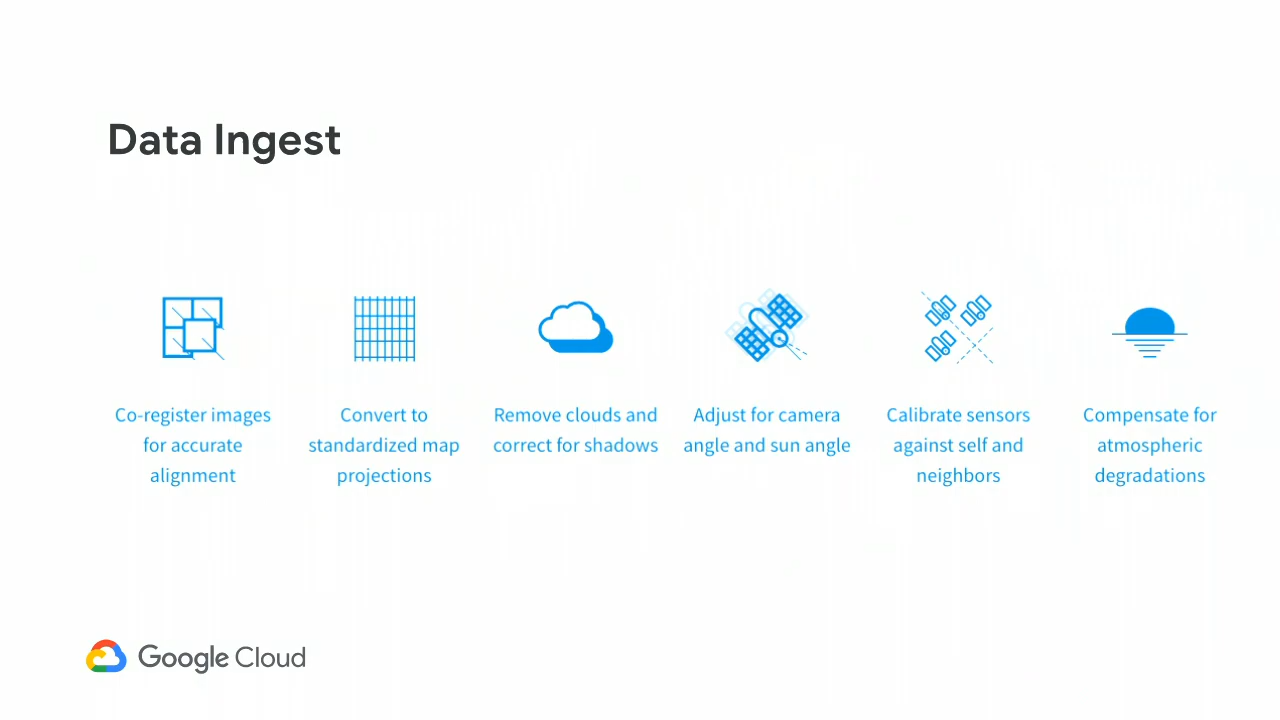 Data Ingest
Co-register images
for accurate
alignment
Convert to
standardized map
projections
Remove clouds and
correct for shadows
Adjust for camera
angle and sun angle
Calibrate sensors
against self and
neighbors
Compensate for
atmospheric
degradations
Google Cloud